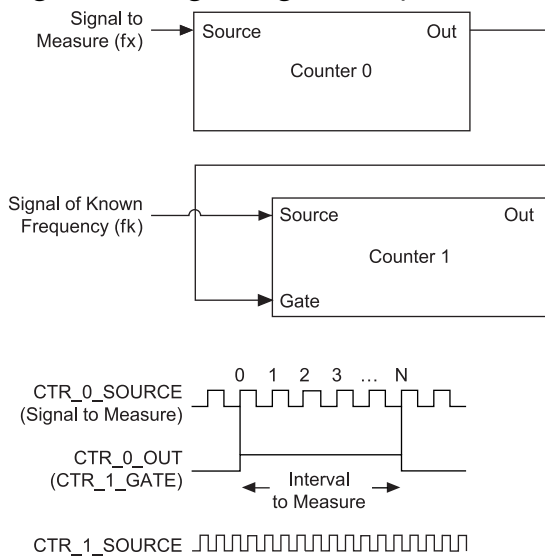 Signal to
Measure (fx)
Source
Out
Counter 0
Signal of Known
Frequency (fk)
Source
Out
Counter 1
Gate
0 1 2 3 ... N
CTR_0_SOURCE
(Signal to Measure)
CTR_0_OUT
(CTR_1_GATE)
Interval
to Measure
CTR_1_SOURCE